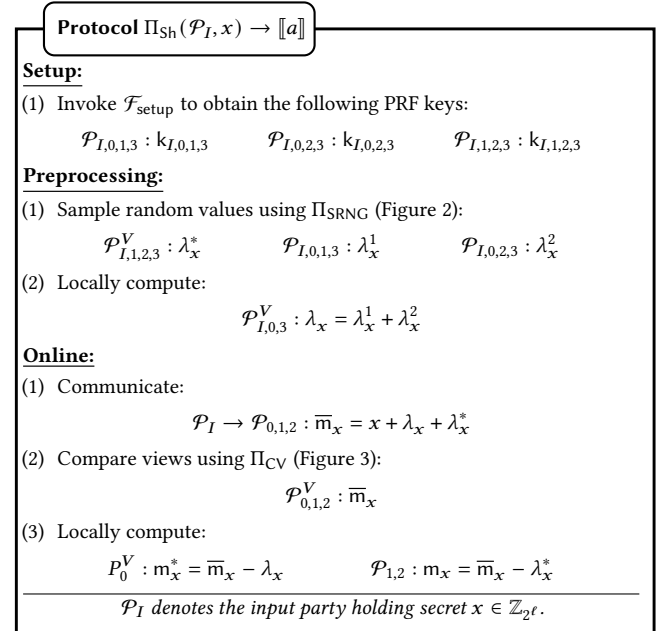 Protocol Π_Sh(𝒫_I, x) → ⟦a⟧
Setup:
(1) Invoke ℱ_setup to obtain the following PRF keys:
𝒫_{I,0,1,3} : k_{I,0,1,3} 𝒫_{I,0,2,3} : k_{I,0,2,3} 𝒫_{I,1,2,3} : k_{I,1,2,3}
Preprocessing:
(1) Sample random values using Π_SRNG (Figure 2):
𝒫^V_{I,1,2,3} : λ^*_x 𝒫_{I,0,1,3} : λ^1_x 𝒫_{I,0,2,3} : λ^2_x
(2) Locally compute:
𝒫^V_{I,0,3} : λ_x = λ^1_x + λ^2_x
Online:
(1) Communicate:
𝒫_I → 𝒫_{0,1,2} : m̅_x = x + λ_x + λ^*_x
(2) Compare views using Π_CV (Figure 3):
𝒫^V_{0,1,2} : m̅_x
(3) Locally compute:
P^V_0 : m^*_x = m̅_x − λ_x 𝒫_{1,2} : m_x = m̅_x − λ^*_x
𝒫_I denotes the input party holding secret x ∈ ℤ_{2^ℓ}.